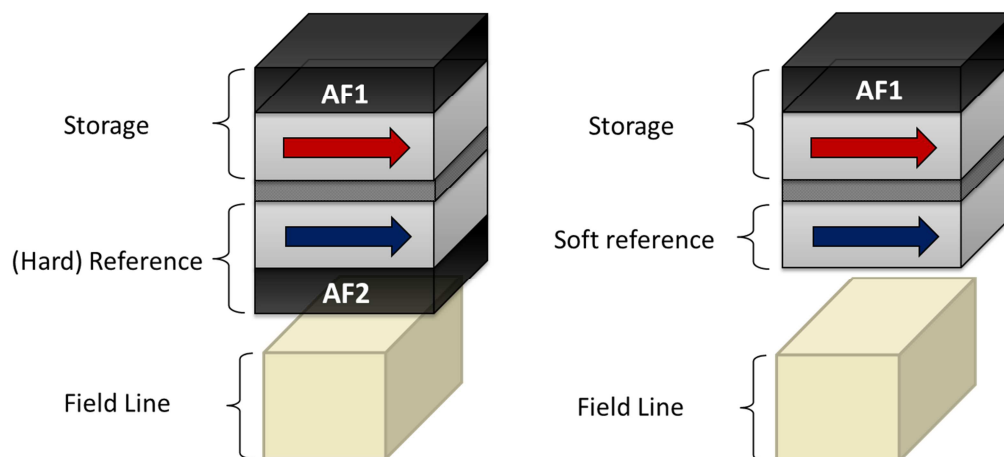 AF1
Storage
(Hard) Reference
AF2
Field Line
AF1
Storage
Soft reference
Field Line